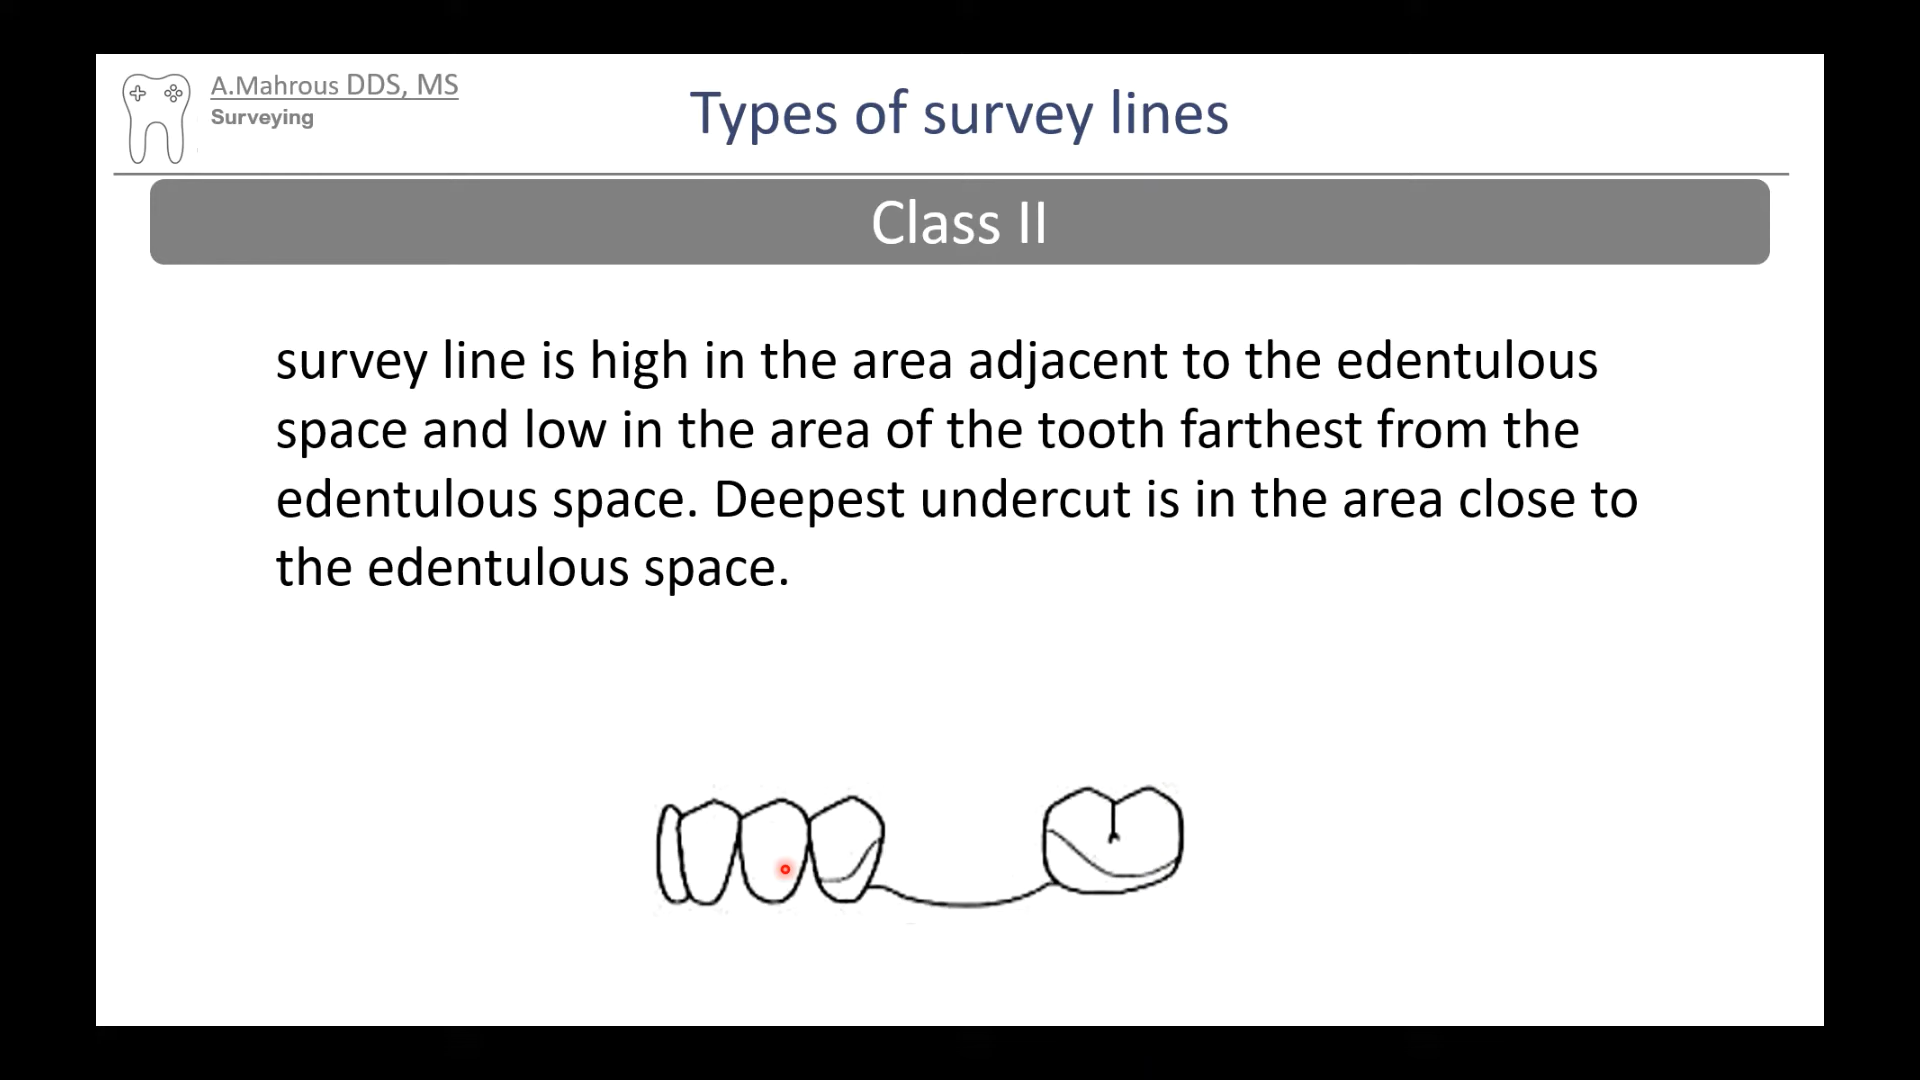 A.Mahrous DDS, MS
Surveying
Types of survey lines
Class II
survey line is high in the area adjacent to the edentulous
space and low in the area of the tooth farthest from the
edentulous space. Deepest undercut is in the area close to
the edentulous space.